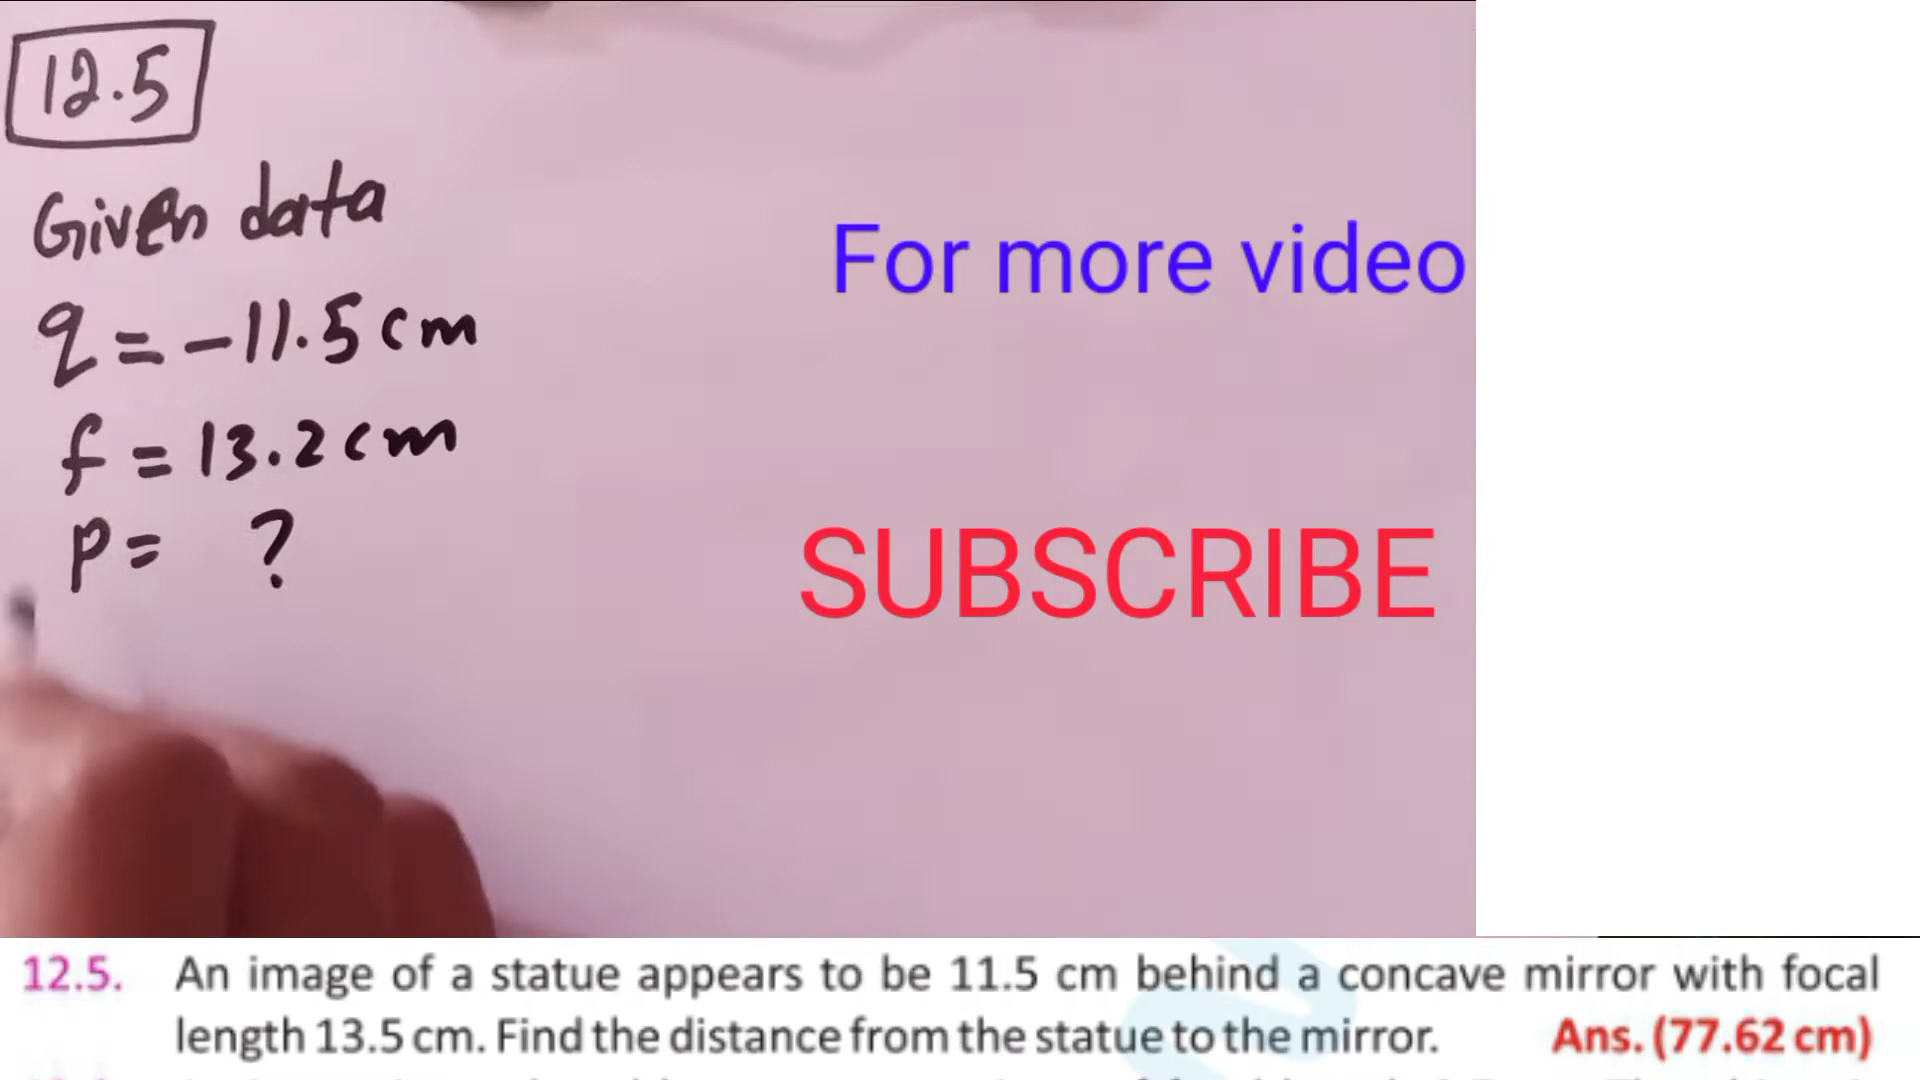 12.5
Given data
q = -11.5 cm
f = 13.2 cm
P = ?
For more video
SUBSCRIBE
12.5. An image of a statue appears to be 11.5 cm behind a concave mirror with focal
length 13.5 cm. Find the distance from the statue to the mirror. Ans. (77.62 cm)